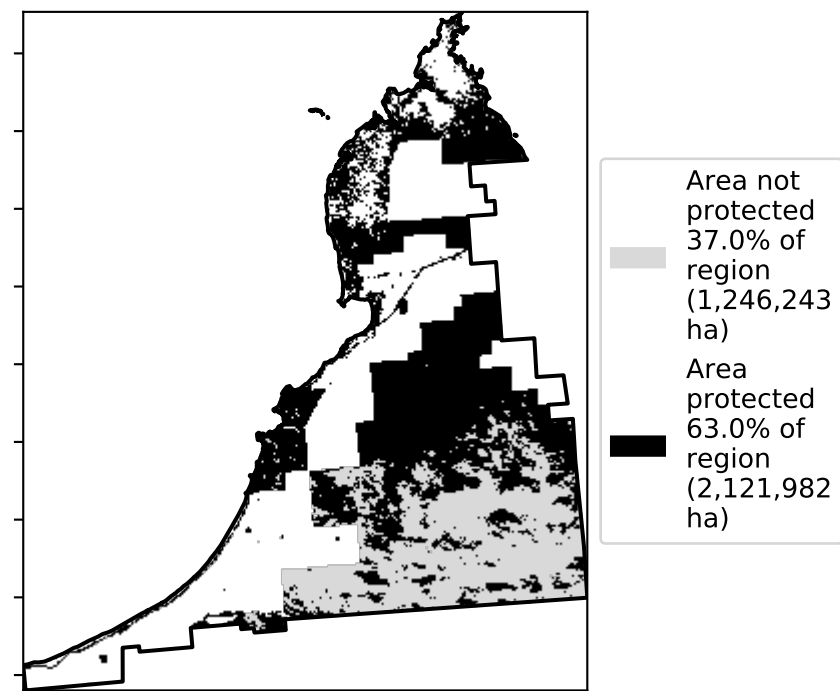 Area not
protected
37.0% of
region
(1,246,243
ha)
Area
protected
63.0% of
region
(2,121,982
ha)